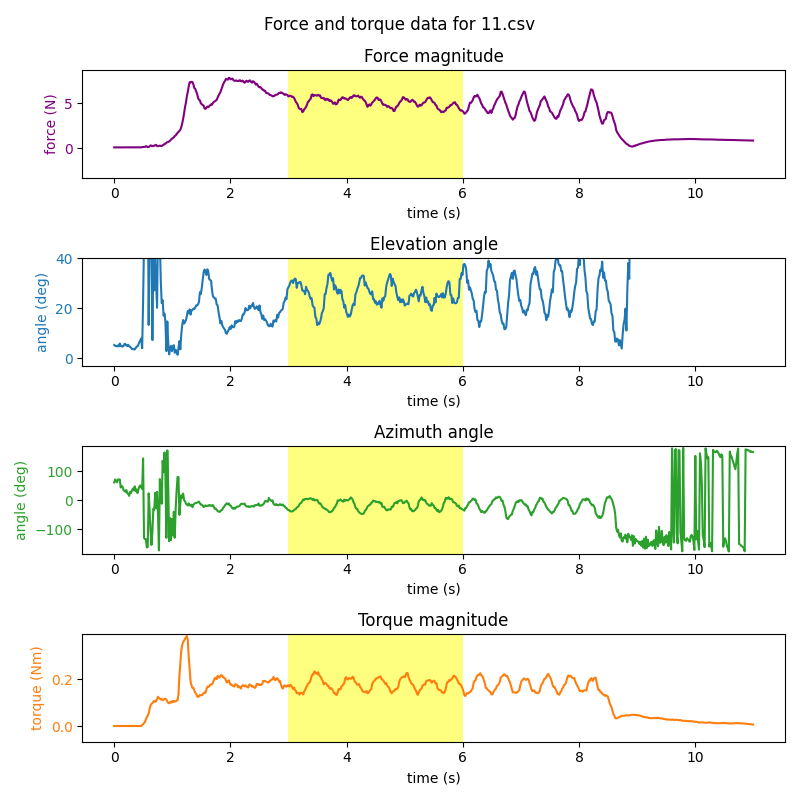 Force and torque data for 11.csv
Force magnitude
force (N)
5
0
0 2 4 6 8 10
time (s)
Elevation angle
angle (deg)
40
20
0
0 2 4 6 8 10
time (s)
Azimuth angle
angle (deg)
100
0
−100
0 2 4 6 8 10
time (s)
Torque magnitude
torque (Nm)
0.2
0.0
0 2 4 6 8 10
time (s)